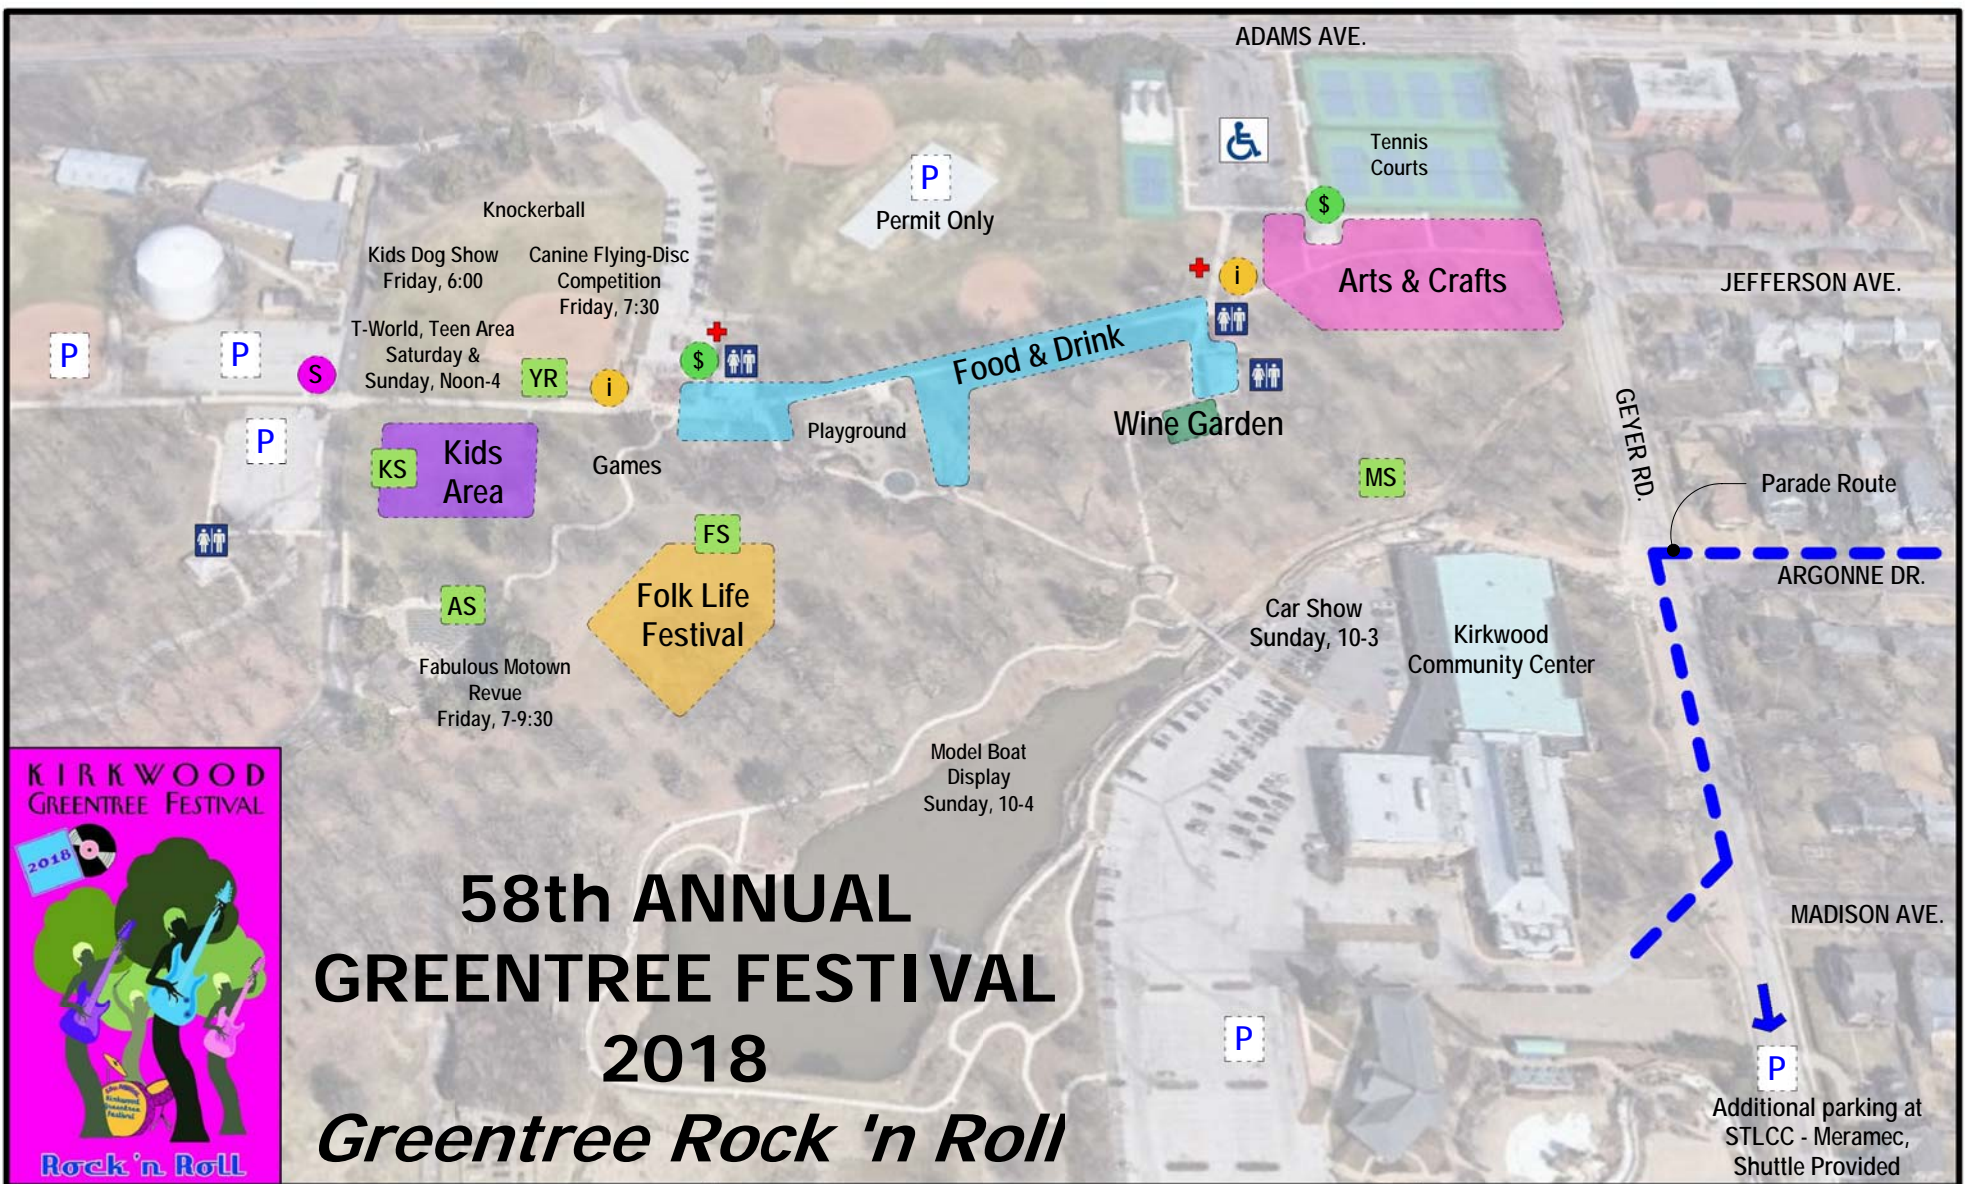 ADAMS AVE.
Tennis
Courts
P
Permit Only
$
Knockerball
Kids Dog Show
Friday, 6:00
Canine Flying-Disc
Competition
Friday, 7:30
i
Arts & Crafts
JEFFERSON AVE.
P
P
S
T-World, Teen Area
Saturday &
Sunday, Noon-4
YR
i
$
Food & Drink
Wine Garden
Playground
GEYER RD.
P
KS
Kids
Area
Games
MS
Parade Route
FS
Folk Life
Festival
AS
Fabulous Motown
Revue
Friday, 7-9:30
ARGONNE DR.
Car Show
Sunday, 10-3
Kirkwood
Community Center
Model Boat
Display
Sunday, 10-4
MADISON AVE.
P
P
Additional parking at
STLCC - Meramec,
Shuttle Provided
KIRKWOOD
GREENTREE FESTIVAL
2018
Kirkwood
Greentree
Festival
Rock 'n Roll
58th ANNUAL
GREENTREE FESTIVAL
2018
Greentree Rock 'n Roll